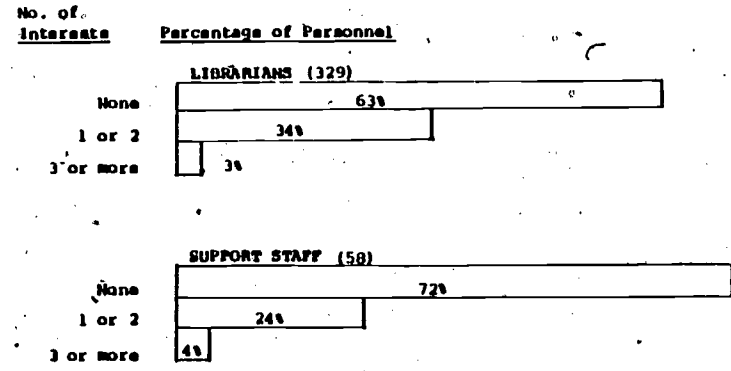 No. of
Interests Percentage of Personnel
LIBRARIANS (329)
None 63%
1 or 2 34%
3 or more 3%
SUPPORT STAFF (58)
None 72%
1 or 2 24%
3 or more 4%